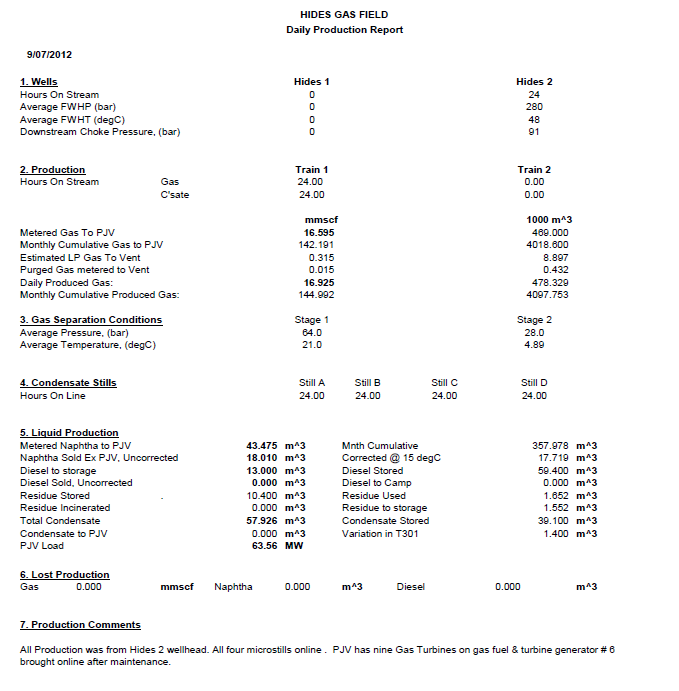 HIDES GAS FIELD
Daily Production Report
9/07/2012
1. Wells Hides 1 Hides 2
Hours On Stream 0 24
Average FWHP (bar) 0 280
Average FWHT (degC) 0 48
Downstream Choke Pressure, (bar) 0 91
2. Production Train 1 Train 2
Hours On Stream Gas 24.00 0.00
C'sate 24.00 0.00
mmscf 1000 m^3
Metered Gas To PJV 16.595 469.000
Monthly Cumulative Gas to PJV 142.191 4018.600
Estimated LP Gas To Vent 0.315 8.897
Purged Gas metered to Vent 0.015 0.432
Daily Produced Gas: 16.925 478.329
Monthly Cumulative Produced Gas: 144.992 4097.753
3. Gas Separation Conditions Stage 1 Stage 2
Average Pressure, (bar) 64.0 28.0
Average Temperature, (degC) 21.0 4.89
4. Condensate Stills Still A Still B Still C Still D
Hours On Line 24.00 24.00 24.00 24.00
5. Liquid Production
Metered Naphtha to PJV 43.475 m^3 Mnth Cumulative 357.978 m^3
Naphtha Sold Ex PJV, Uncorrected 18.010 m^3 Corrected @ 15 degC 17.719 m^3
Diesel to storage 13.000 m^3 Diesel Stored 59.400 m^3
Diesel Sold, Uncorrected 0.000 m^3 Diesel to Camp 0.000 m^3
Residue Stored . 10.400 m^3 Residue Used 1.652 m^3
Residue Incinerated 0.000 m^3 Residue to storage 1.552 m^3
Total Condensate 57.926 m^3 Condensate Stored 39.100 m^3
Condensate to PJV 0.000 m^3 Variation in T301 1.400 m^3
PJV Load 63.56 MW
6. Lost Production
Gas 0.000 mmscf Naphtha 0.000 m^3 Diesel 0.000 m^3
7. Production Comments
All Production was from Hides 2 wellhead. All four microstills online . PJV has nine Gas Turbines on gas fuel & turbine generator # 6
brought online after maintenance.